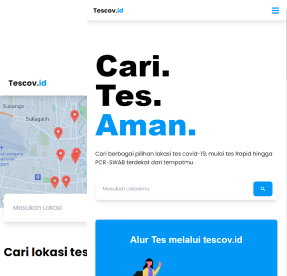 Tescov.id
Cari.
Tes.
Aman.
Cari berbagai pilihan lokasi tes covid-19, mulai tes Rapid hingga
PCR-SWAB terdekat dari tempatmu
Masukan Lokasimu
Alur Tes melalui tescov.id
Tescov.id
Sukaraja
Sukagalih
Masukan Lokasi
Cari lokasi tes